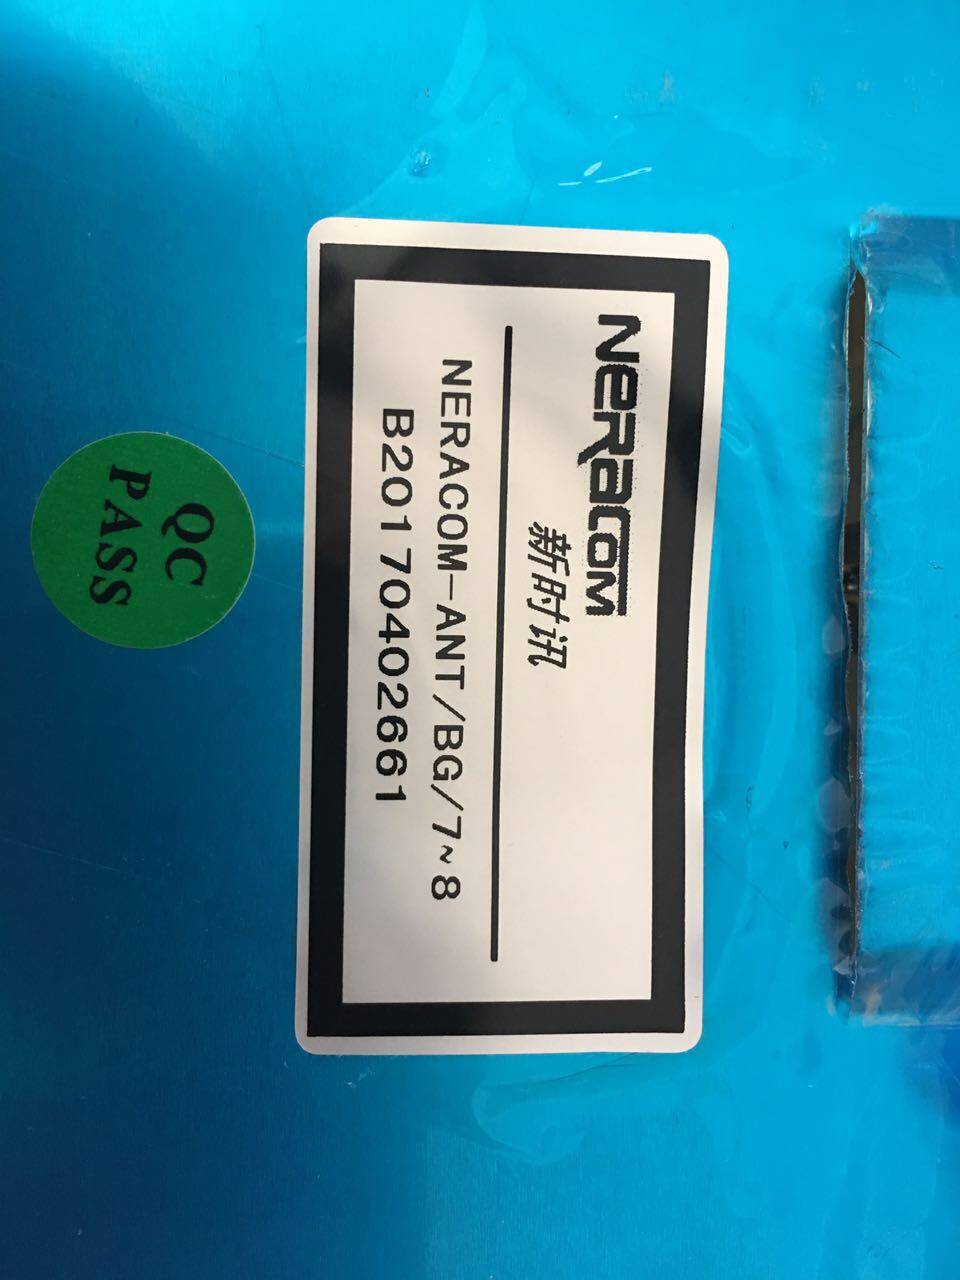 NeRacom
新时讯
NERACOM-ANT/BG/7~8
B20170402661
QC
PASS